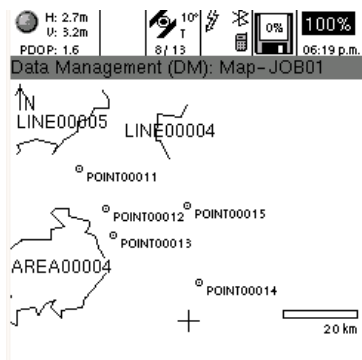 H: 2.7m
V: 3.2m
PDOP: 1.6
10°
T
8/13
0%
100%
06:19 p.m.
Data Management (DM): Map-JOB01
N
LINE00005
LINE00004
POINT00011
POINT00012
POINT00015
POINT00013
AREA00004
POINT00014
20 km